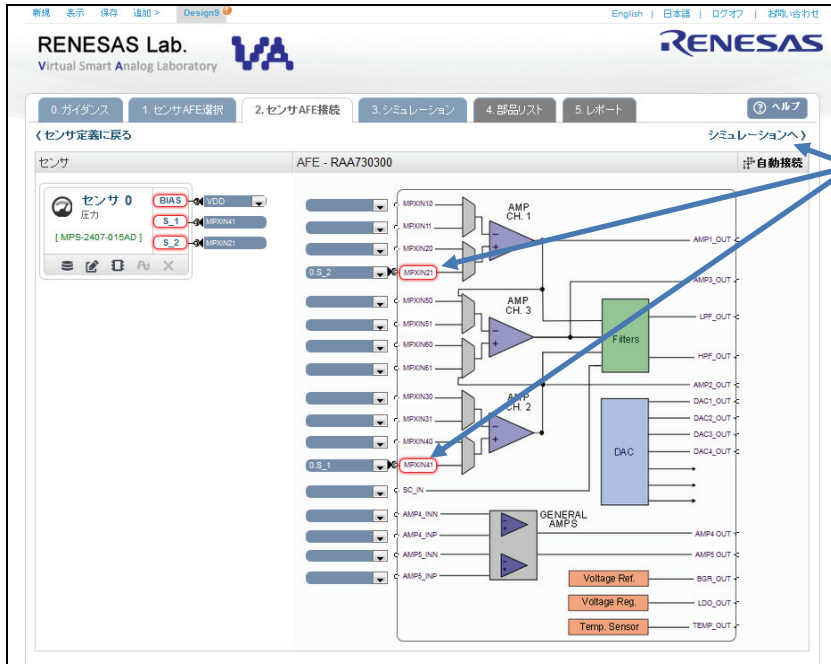 新規 表示 保存 追加 > Design9 English | 日本語 | ログオフ | お問い合わせ
RENESAS Lab.
Virtual Smart Analog Laboratory
VA
RENESAS
0.ガイダンス 1.センサAFE選択 2.センサAFE接続 3.シミュレーション 4.部品リスト 5.レポート ? ヘルプ
《 センサ定義に戻る シミュレーションへ 》
センサ AFE - RAA730300 自動接続
センサ 0 BIAS VDD
圧力 S_1 MPXIN41
[ MPS-2407-015AD ] S_2 MPXIN21
MPXIN10 AMP
CH. 1
MPXIN11
MPXIN20 AMP1_OUT
0.S_2 MPXIN21 AMP3_OUT
MPXIN50 AMP
CH. 3
LPF_OUT
MPXIN51
Filters
MPXIN60
HPF_OUT
MPXIN61
AMP2_OUT
MPXIN30 AMP
CH. 2
DAC1_OUT
MPXIN31 DAC2_OUT
MPXIN40 DAC3_OUT
DAC DAC4_OUT
0.S_1 MPXIN41
SC_IN
AMP4_INN GENERAL
AMPS
AMP4_INP AMP4 OUT
AMP5_INN AMP5 OUT
AMP5_INP Voltage Ref. BGR_OUT
Voltage Reg. LDO_OUT
Temp. Sensor TEMP_OUT